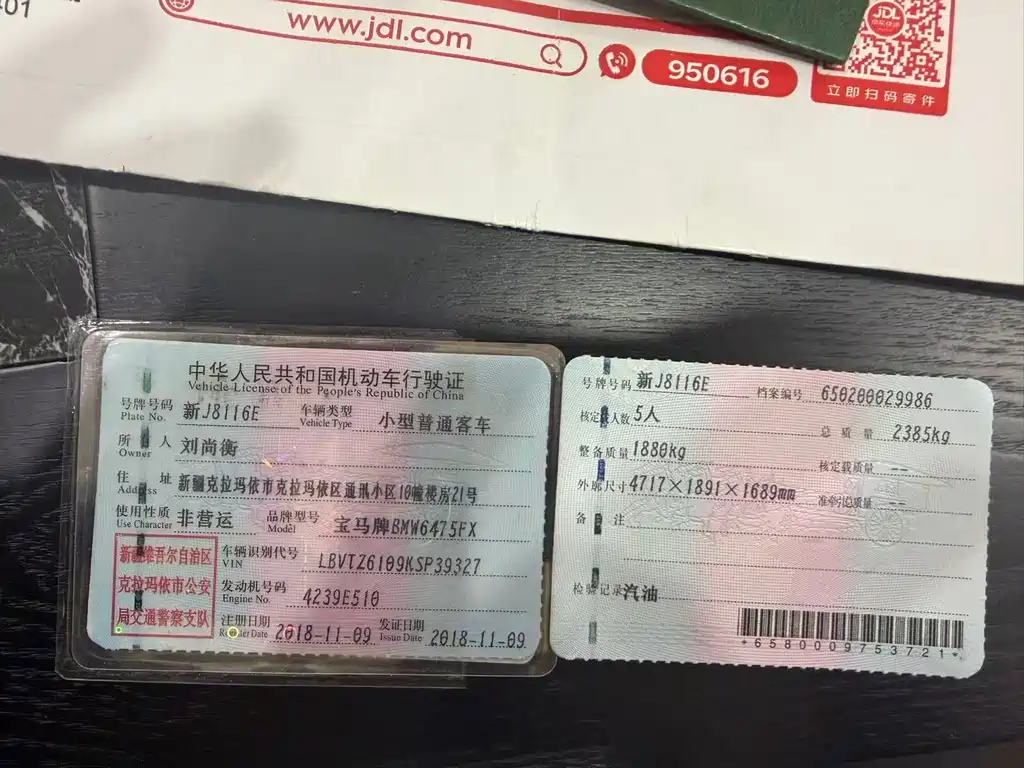 01
www.jdl.com
950616
JDL
立即扫码寄件
中华人民共和国机动车行驶证
Vehicle License of the People's Republic of China
号牌号码 新J8116E 车辆类型 小型普通客车
Plate No. Vehicle Type
所有人 刘尚衡
Owner
住址 新疆克拉玛依市克拉玛依区通讯小区10幢楼房21号
Address
使用性质 非营运 品牌型号 宝马牌BMW6475FX
Use Character Model
新疆维吾尔自治区
克拉玛依市公安
局交通警察支队
车辆识别代号 LBVTZ6109KSP39327
VIN
发动机号码 4239E510
Engine No.
注册日期 2018-11-09 发证日期 2018-11-09
Register Date Issue Date
号牌号码 新J8116E 档案编号 650200029986
核定载人数 5人 总质量 2385kg
整备质量 1880kg 核定载质量 --
外廓尺寸 4717×1891×1689mm 准牵引总质量 --
备注
检验记录 汽油
*6580009753721*